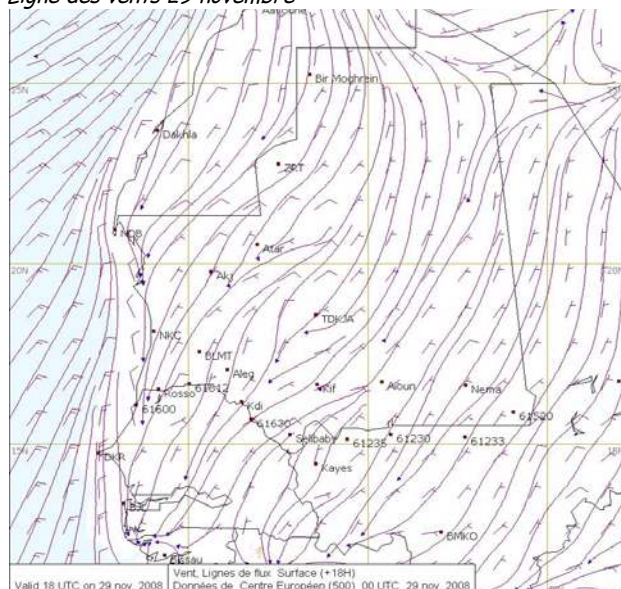 Ligne des vents 29 novembre
Bir Moghrein
25N
Dakhla
ZRT
NDB
Atar
20N
Akj
TDKJA
NKC
BLMT
Aleg
61612
Kif
Aioun
Nema
Rosso
61600
Kdi
61630
61520
Selibaby
61235
61230
61233
15N
DKR
Kayes
BMKO
Valid 18 UTC on 29 nov. 2008
Vent, Lignes de flux Surface (+18H)
Données de Centre Européen (500) 00 UTC 29 nov. 2008